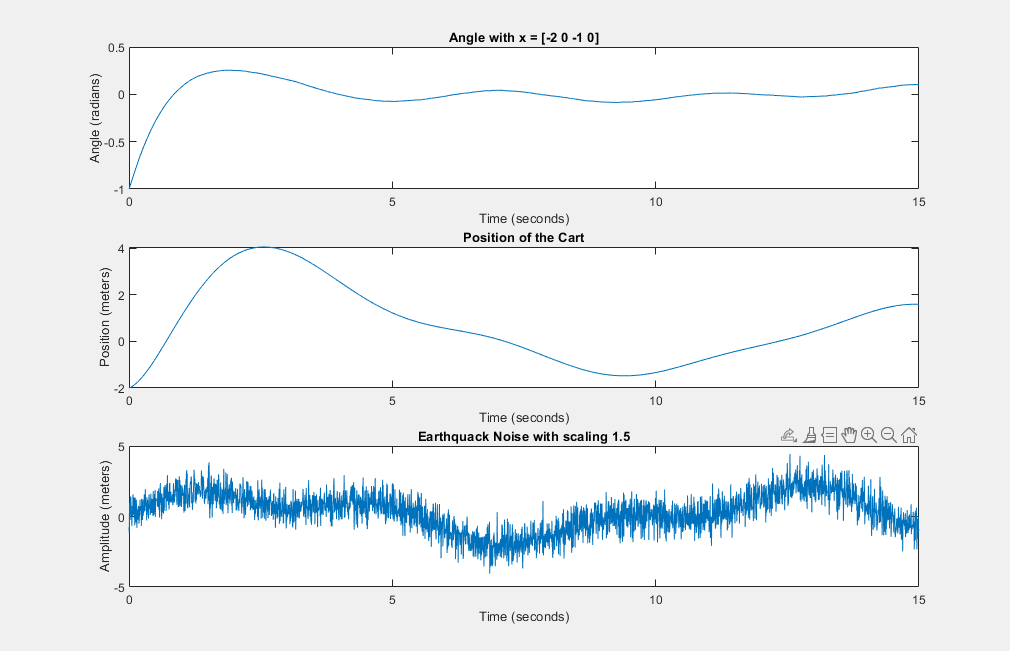 Angle with x = [-2 0 -1 0]
0.5
0
-0.5
-1
Angle (radians)
0 5 10 15
Time (seconds)
Position of the Cart
4
2
0
-2
Position (meters)
0 5 10 15
Time (seconds)
Earthquack Noise with scaling 1.5
5
0
-5
Amplitude (meters)
0 5 10 15
Time (seconds)